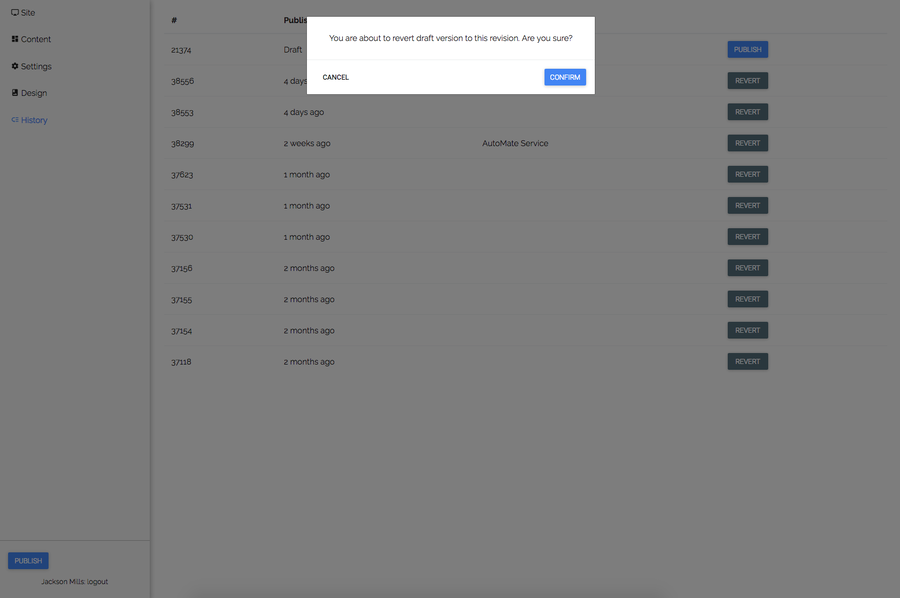 Site
Content
Settings
Design
History
PUBLISH
Jackson Mills: logout
You are about to revert draft version to this revision. Are you sure?
CANCEL CONFIRM
#
21374 Draft PUBLISH
38556 4 days REVERT
38553 4 days ago REVERT
38299 2 weeks ago AutoMate Service REVERT
37623 1 month ago REVERT
37531 1 month ago REVERT
37530 1 month ago REVERT
37156 2 months ago REVERT
37155 2 months ago REVERT
37154 2 months ago REVERT
37118 2 months ago REVERT